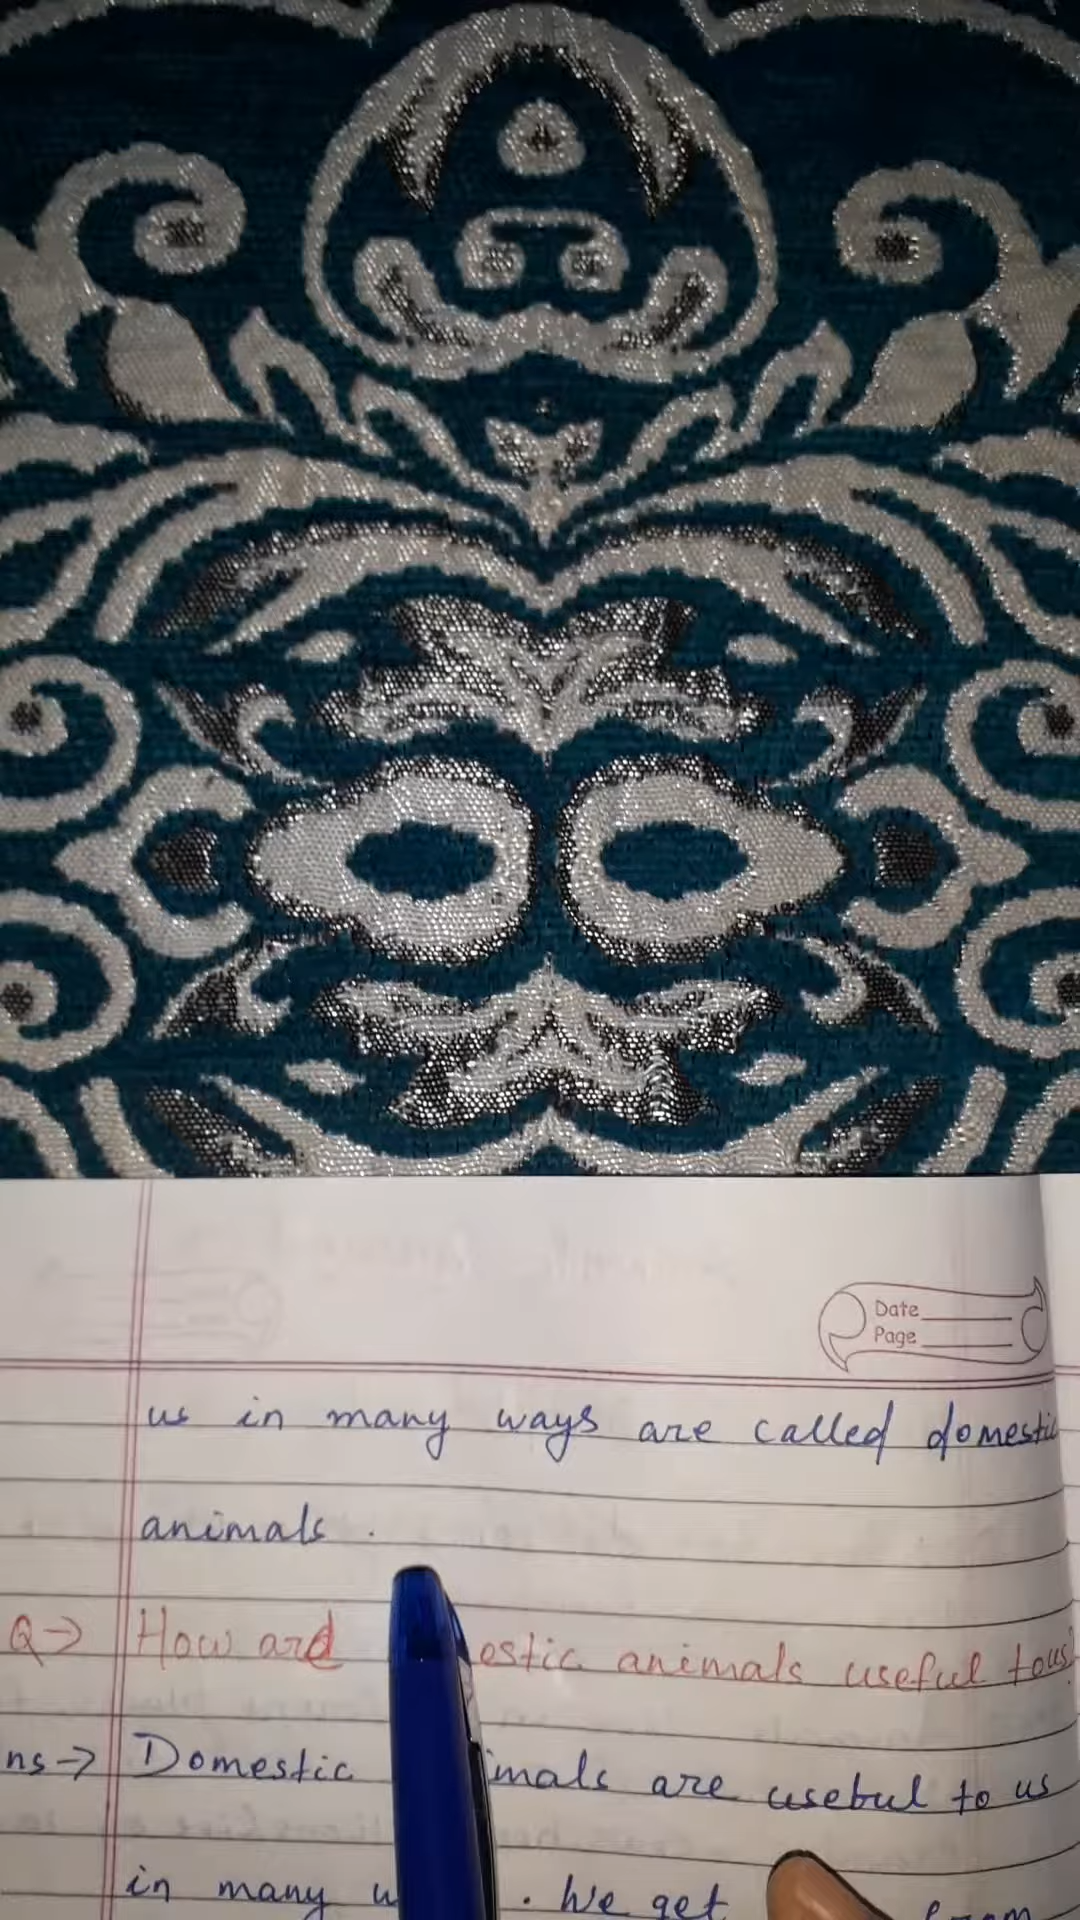 Date
Page
us in many ways are called domestic
animals.
Q→ How are estic animals useful to us?
ns→ Domestic imals are useful to us
in many . We get